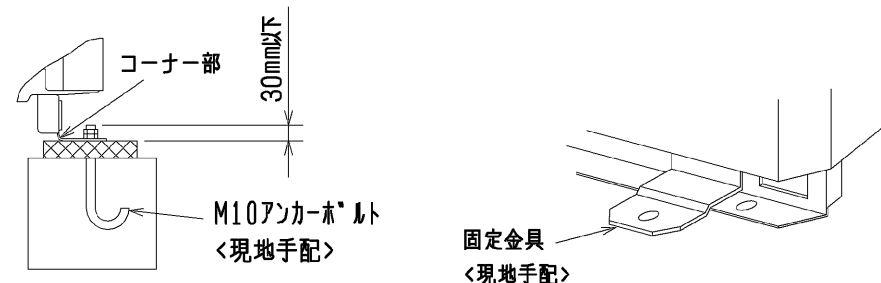 コーナー部
30mm以下
M10アンカーボルト
<現地手配>
固定金具
<現地手配>